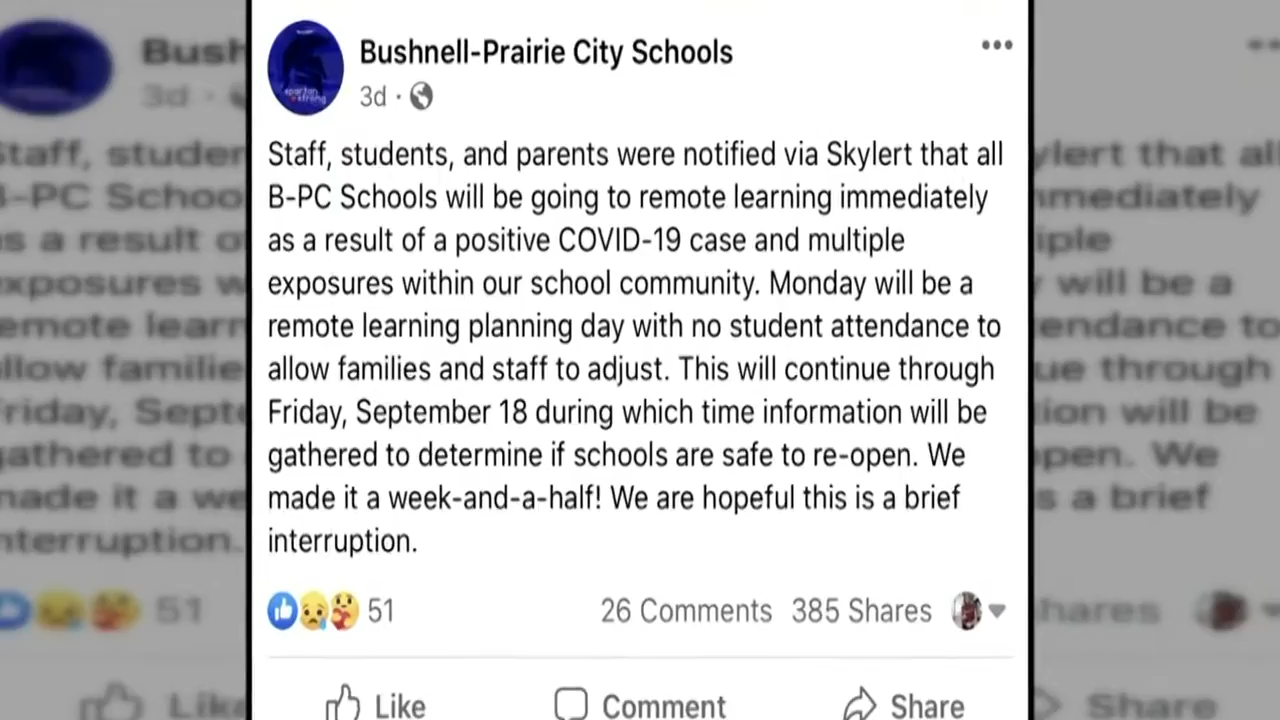 Bushnell-Prairie City Schools
3d ·
spartan
strong
Staff, students, and parents were notified via Skylert that all
B-PC Schools will be going to remote learning immediately
as a result of a positive COVID-19 case and multiple
exposures within our school community. Monday will be a
remote learning planning day with no student attendance to
allow families and staff to adjust. This will continue through
Friday, September 18 during which time information will be
gathered to determine if schools are safe to re-open. We
made it a week-and-a-half! We are hopeful this is a brief
interruption.
51 26 Comments 385 Shares
Like Comment Share